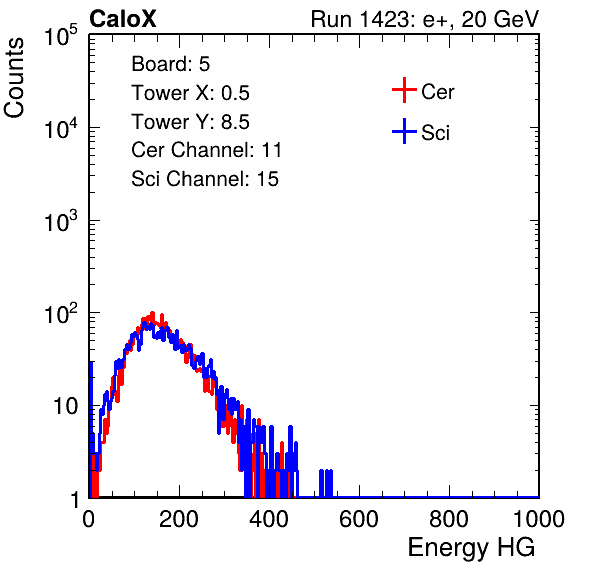 CaloX Run 1423: e+, 20 GeV
Board: 5
Tower X: 0.5
Tower Y: 8.5
Cer Channel: 11
Sci Channel: 15
Cer
Sci
Counts
10^5
10^4
10^3
10^2
10
1
0 200 400 600 800 1000
Energy HG